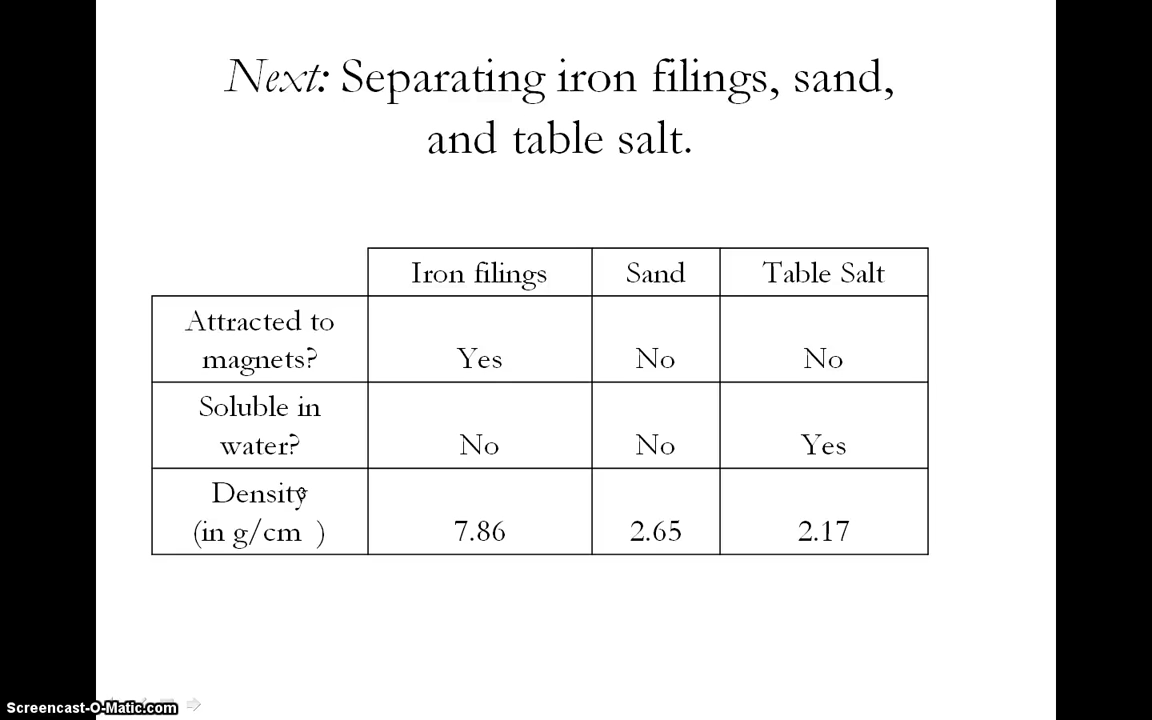 Next: Separating iron filings, sand,
and table salt.
Iron filings Sand Table Salt
Attracted to
magnets? Yes No No
Soluble in
water? No No Yes
Density
(in g/cm ) 7.86 2.65 2.17
Screencast-O-Matic.com